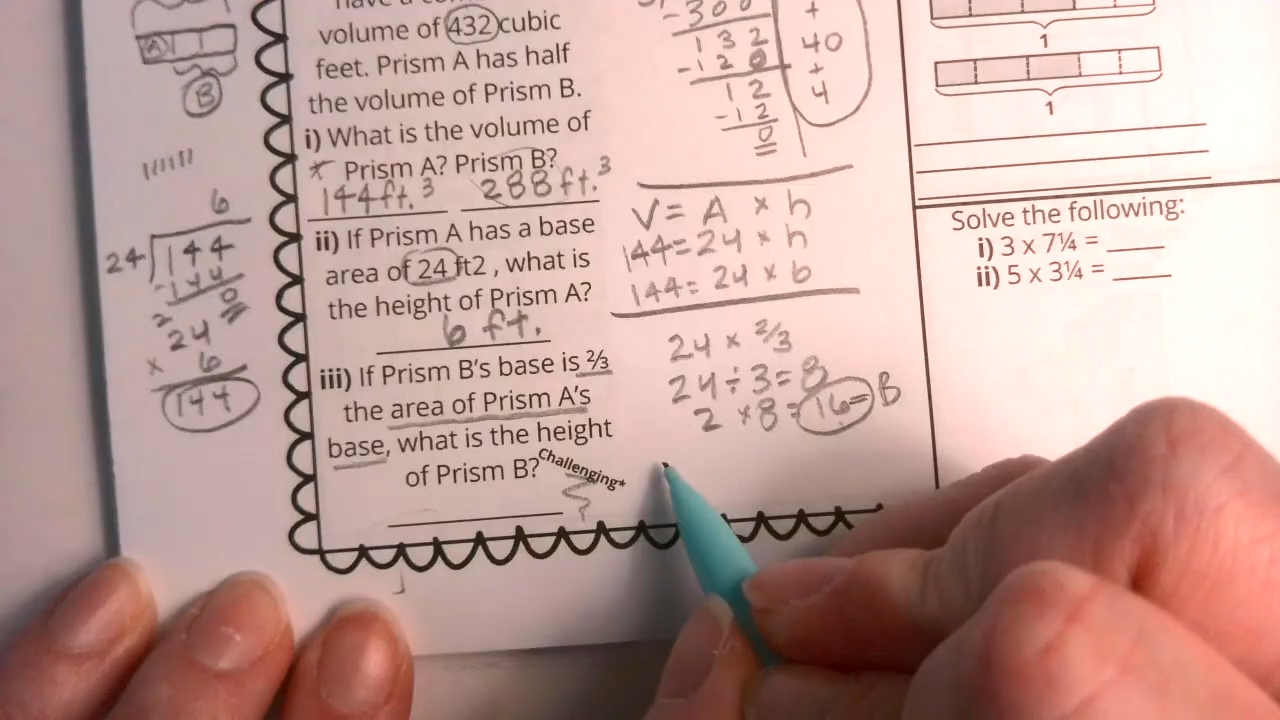 volume of 432 cubic
feet. Prism A has half
the volume of Prism B.
i) What is the volume of
* Prism A? Prism B?
144ft.³ 288ft.³
ii) If Prism A has a base
area of 24 ft2 , what is
the height of Prism A?
6 ft.
iii) If Prism B's base is ⅔
the area of Prism A's
base, what is the height
of Prism B?
Challenging*
A
B
6
24 144
-144
0
2
24
x 6
144
-300
132
-120
12
-12
0
+
40
+
4
V = A × h
144 = 24 × h
144 = 24 × 6
24 × 2/3
24 ÷ 3 = 8
2 × 8 = 16 = B
1
1
Solve the following:
i) 3 x 7¼ = ____
ii) 5 x 3¼ = ____